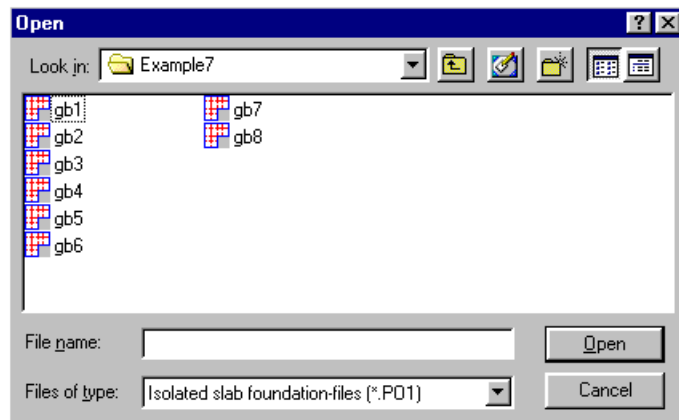 Open
Look in: Example7
gb1
gb2
gb3
gb4
gb5
gb6
gb7
gb8
File name:
Open
Files of type: Isolated slab foundation-files (*.PO1)
Cancel